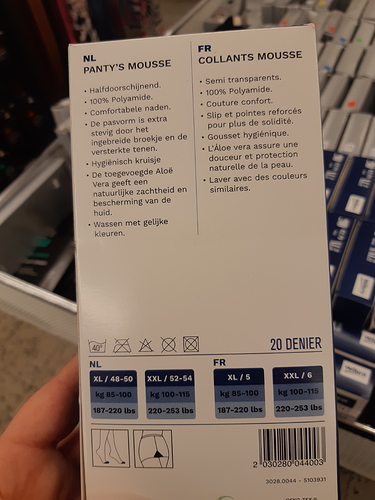 NL
PANTY'S MOUSSE
• Halfdoorschijnend.
• 100% Polyamide.
• Comfortabele naden.
• De pasvorm is extra
stevig door het
ingebreide broekje en de
versterkte tenen.
• Hygiënisch kruisje
• De toegevoegde Aloë
Vera geeft een
natuurlijke zachtheid en
bescherming van de
huid.
• Wassen met gelijke
kleuren.
FR
COLLANTS MOUSSE
• Semi transparents.
• 100% Polyamide.
• Couture confort.
• Slip et pointes reforcés
pour plus de solidité.
• Gousset hygiénique.
• L'Áloe vera assure une
douceur et protection
naturelle de la peau.
• Laver avec des couleurs
similaires.
40°
20 DENIER
NL
XL / 48-50
kg 85-100
187-220 lbs
XXL / 52-54
kg 100-115
220-253 lbs
FR
XL / 5
kg 85-100
187-220 lbs
XXL / 6
kg 100-115
220-253 lbs
2 030280 044003
3028.0044 - 5103931